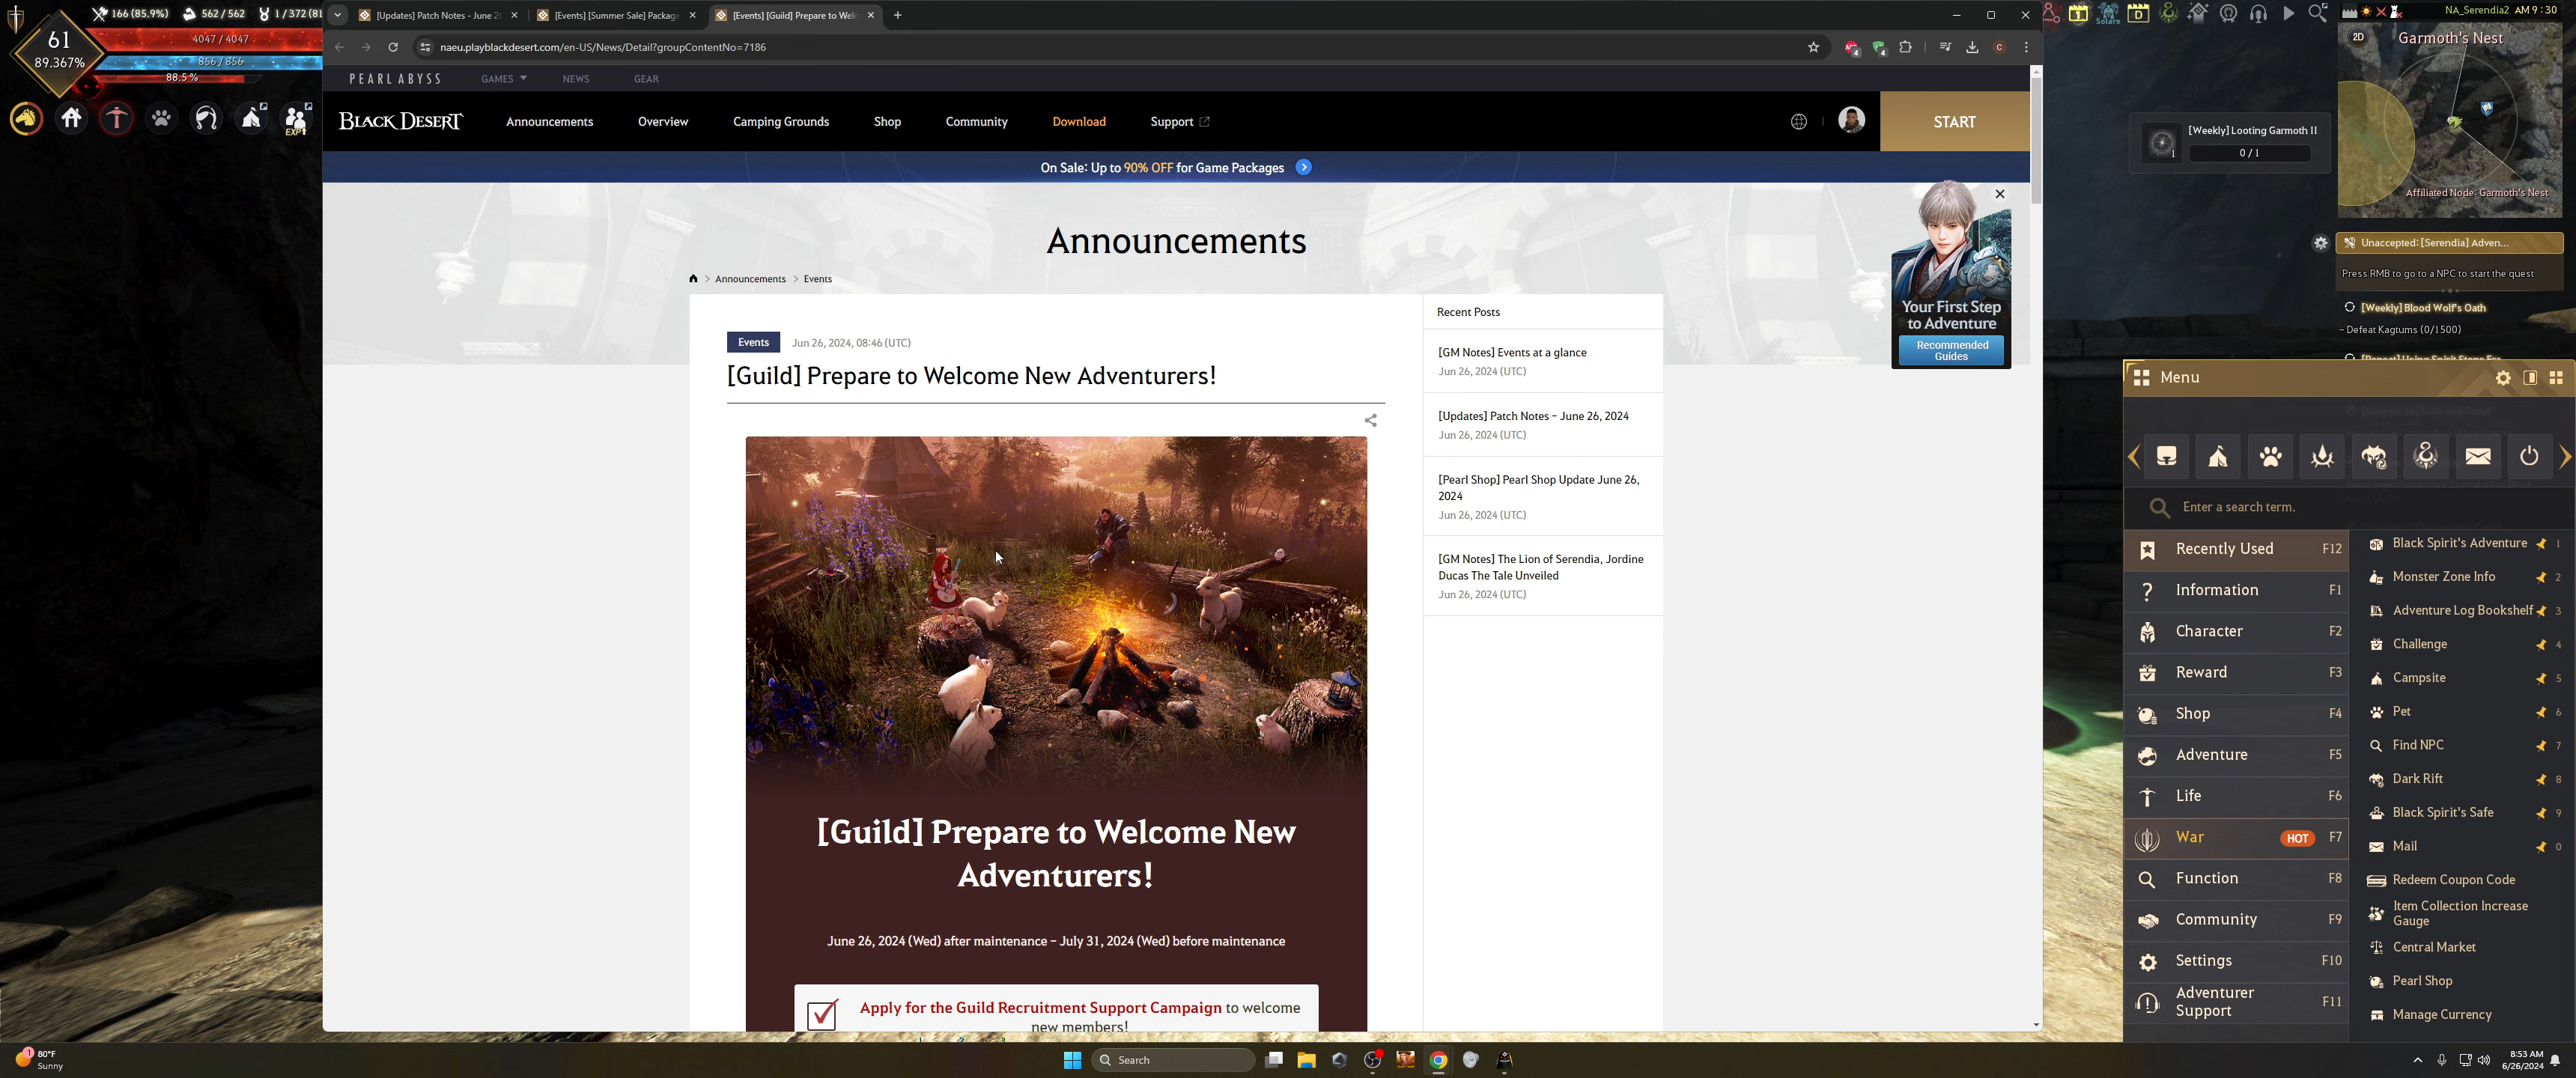 61
89.367%
166 (85.9%)
562 / 562
4047 / 4047
856 / 856
88.5 %
EXP
[Events] [Summer Sale] Package
naeu.playblackdesert.com/en-US/News/Detail?groupContentNo=7186
4
4
C
PEARL ABYSS
GAMES
NEWS
GEAR
BLACK DESERT
Announcements
Overview
Camping Grounds
Shop
Community
Download
Support
START
On Sale: Up to 90% OFF for Game Packages
Announcements
> Announcements > Events
Events
Jun 26, 2024, 08:46 (UTC)
[Guild] Prepare to Welcome New Adventurers!
[Guild] Prepare to Welcome New
Adventurers!
June 26, 2024 (Wed) after maintenance – July 31, 2024 (Wed) before maintenance
Apply for the Guild Recruitment Support Campaign to welcome
new members!
Recent Posts
[GM Notes] Events at a glance
Jun 26, 2024 (UTC)
[Updates] Patch Notes – June 26, 2024
Jun 26, 2024 (UTC)
[Pearl Shop] Pearl Shop Update June 26,
2024
Jun 26, 2024 (UTC)
[GM Notes] The Lion of Serendia, Jordine
Ducas The Tale Unveiled
Jun 26, 2024 (UTC)
Your First Step
to Adventure
Recommended
Guides
1
Solare
D
NA_Serendia2 AM 9 : 30
2D
Garmoth's Nest
Affiliated Node: Garmoth's Nest
[Weekly] Looting Garmoth II
1
0 / 1
Unaccepted: [Serendia] Adven...
Press RMB to go to a NPC to start the quest
[Weekly] Blood Wolf's Oath
– Defeat Kagtums (0/1500)
Menu
Enter a search term.
Recently Used F12
Information F1
Character F2
Reward F3
Shop F4
Adventure F5
Life F6
War HOT F7
Function F8
Community F9
Settings F10
Adventurer
Support F11
Black Spirit's Adventure 1
Monster Zone Info 2
Adventure Log Bookshelf 3
Challenge 4
Campsite 5
Pet 6
Find NPC 7
Dark Rift 8
Black Spirit's Safe 9
Mail 0
Redeem Coupon Code
Item Collection Increase
Gauge
Central Market
Pearl Shop
Manage Currency
1
80°F
Sunny
Search
8:53 AM
6/26/2024